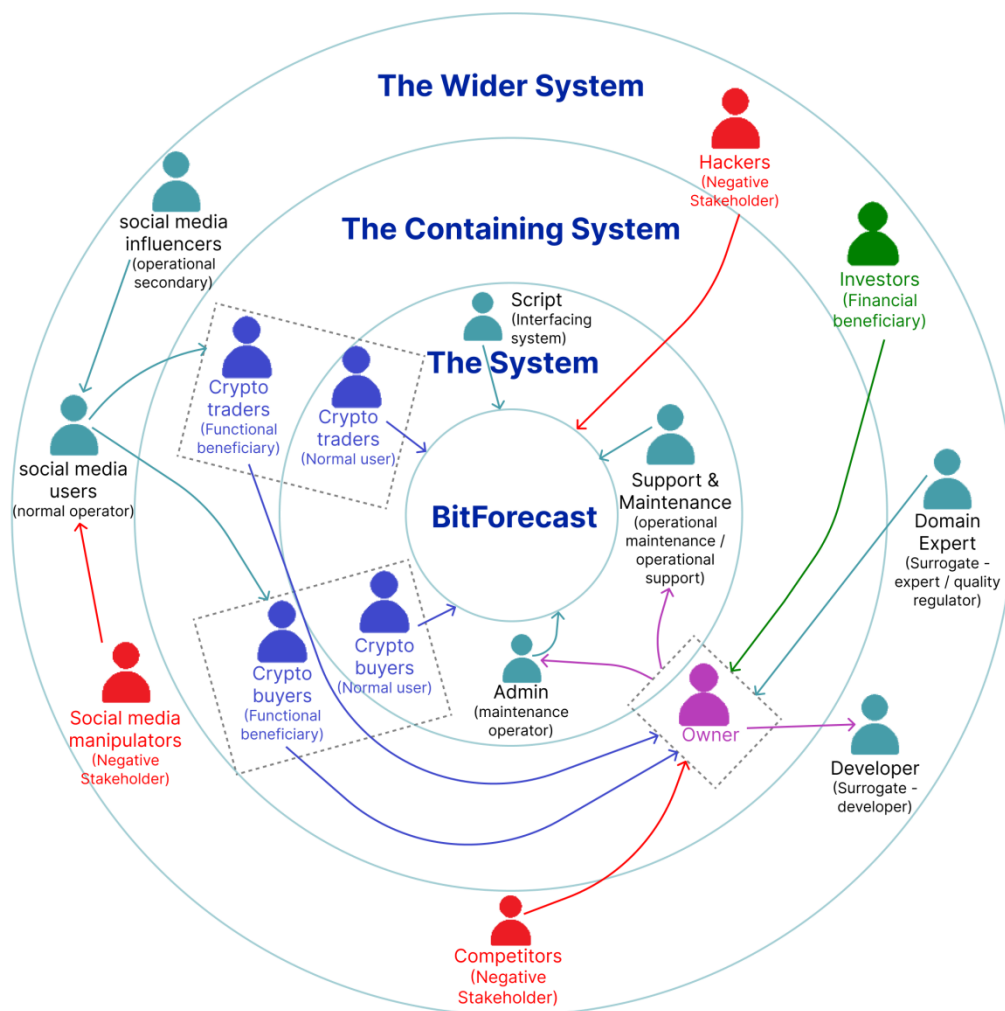 The Wider System
Hackers
(Negative
Stakeholder)
social media
influencers
(operational
secondary)
The Containing System
Investors
(Financial
beneficiary)
Script
(Interfacing
system)
The System
Crypto
traders
(Functional
beneficiary)
Crypto
traders
(Normal user)
social media
users
(normal operator)
Support &
Maintenance
(operational
maintenance /
operational
support)
BitForecast
Domain
Expert
(Surrogate -
expert / quality
regulator)
Crypto
buyers
(Normal user)
Crypto
buyers
(Functional
beneficiary)
Admin
(maintenance
operator)
Social media
manipulators
(Negative
Stakeholder)
Owner
Developer
(Surrogate -
developer)
Competitors
(Negative
Stakeholder)